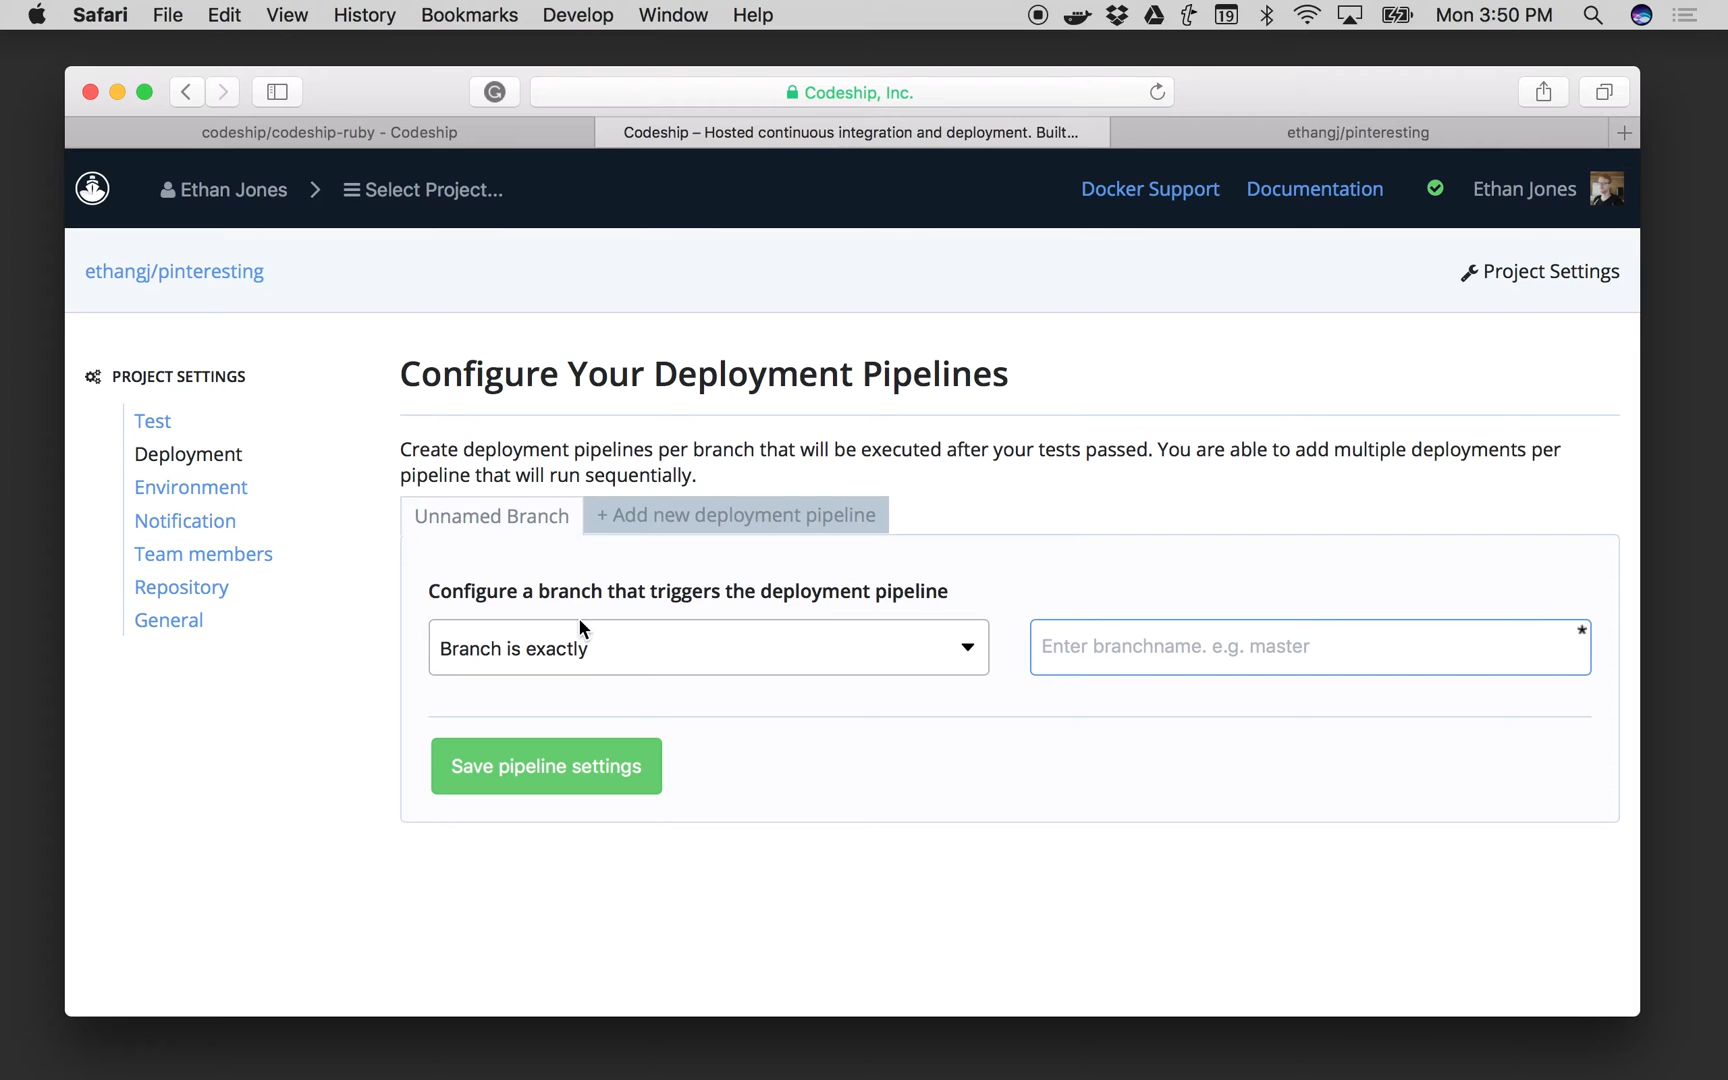 Safari File Edit View History Bookmarks Develop Window Help 19 Mon 3:50 PM
Codeship, Inc.
codeship/codeship-ruby - Codeship
Codeship – Hosted continuous integration and deployment. Built...
ethangj/pinteresting
Ethan Jones > Select Project...
Docker Support Documentation Ethan Jones
ethangj/pinteresting
Project Settings
PROJECT SETTINGS
Test
Deployment
Environment
Notification
Team members
Repository
General
Configure Your Deployment Pipelines
Create deployment pipelines per branch that will be executed after your tests passed. You are able to add multiple deployments per
pipeline that will run sequentially.
Unnamed Branch + Add new deployment pipeline
Configure a branch that triggers the deployment pipeline
Branch is exactly
Enter branchname. e.g. master *
Save pipeline settings